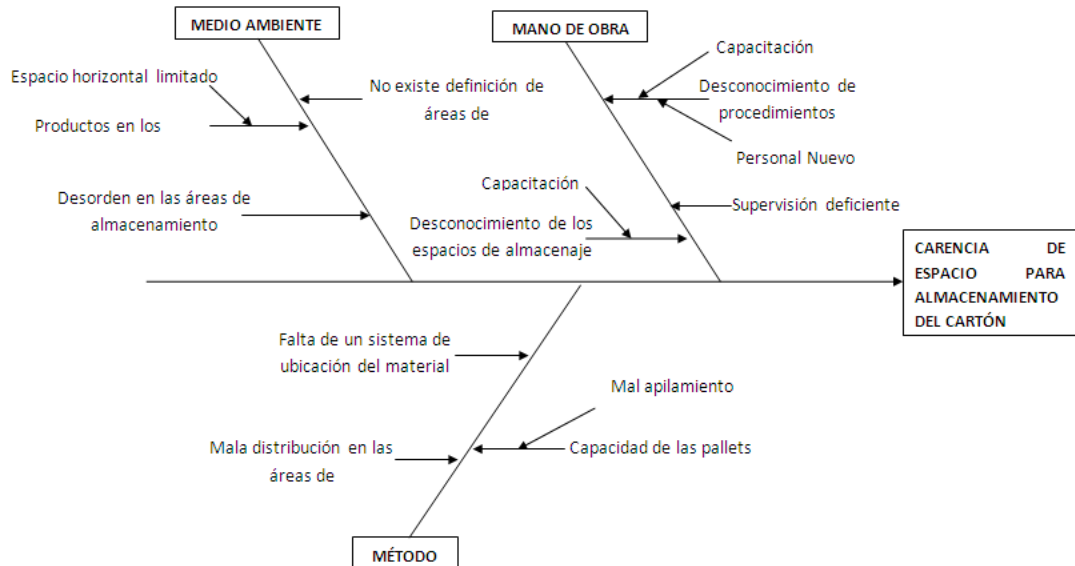 MEDIO AMBIENTE
MANO DE OBRA
Espacio horizontal limitado
No existe definición de
áreas de
Productos en los
Desorden en las áreas de
almacenamiento
Capacitación
Desconocimiento de
procedimientos
Personal Nuevo
Capacitación
Supervisión deficiente
Desconocimiento de los
espacios de almacenaje
CARENCIA DE
ESPACIO PARA
ALMACENAMIENTO
DEL CARTÓN
Falta de un sistema de
ubicación del material
Mal apilamiento
Mala distribución en las
áreas de
Capacidad de las pallets
MÉTODO